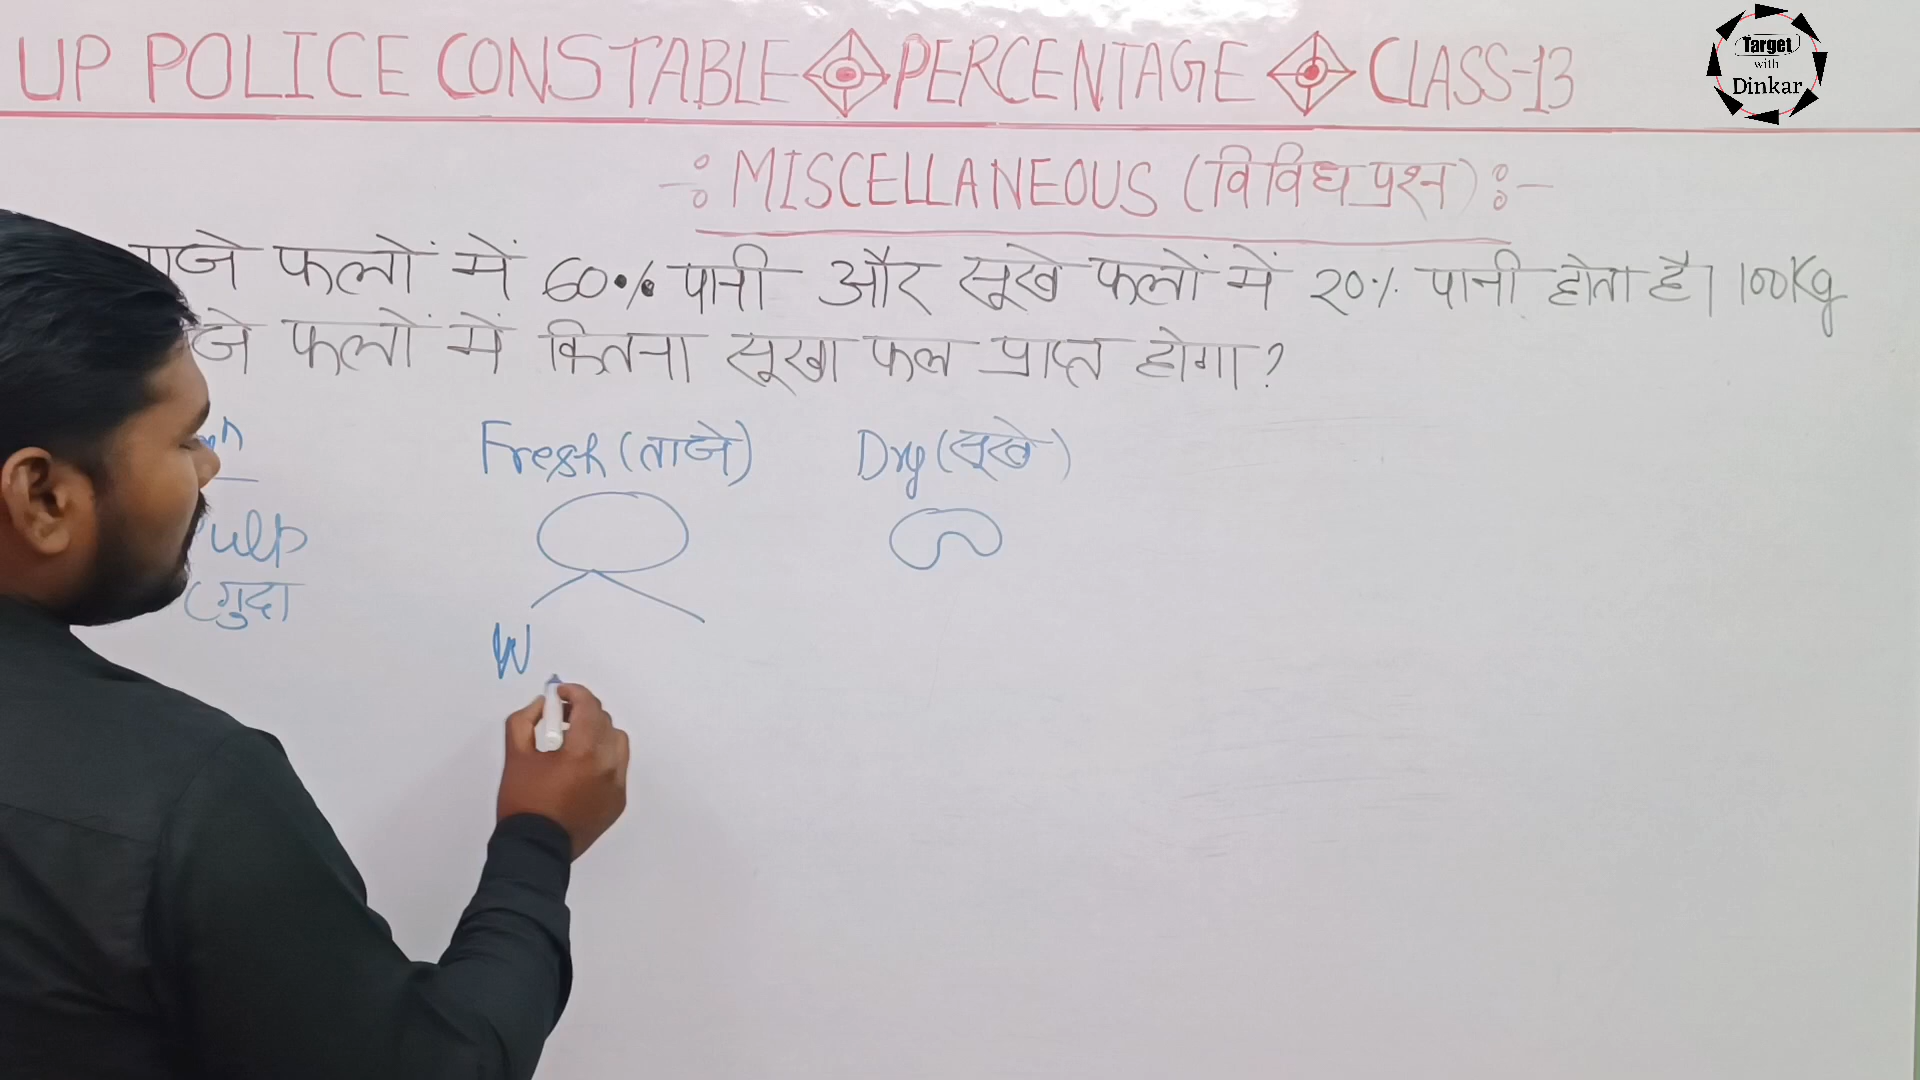 UP POLICE CONSTABLE PERCENTAGE CLASS-13
Target
with
Dinkar
-: MISCELLANEOUS (विविध प्रश्न) :-
फलों में 60% पानी और सूखे फलों में 20% पानी होता है। 100Kg
फलों में कितना सूखा फल प्राप्त होगा?
Fresh (ताजे) Dry (सूखे)
Pulp
(गुदा
W